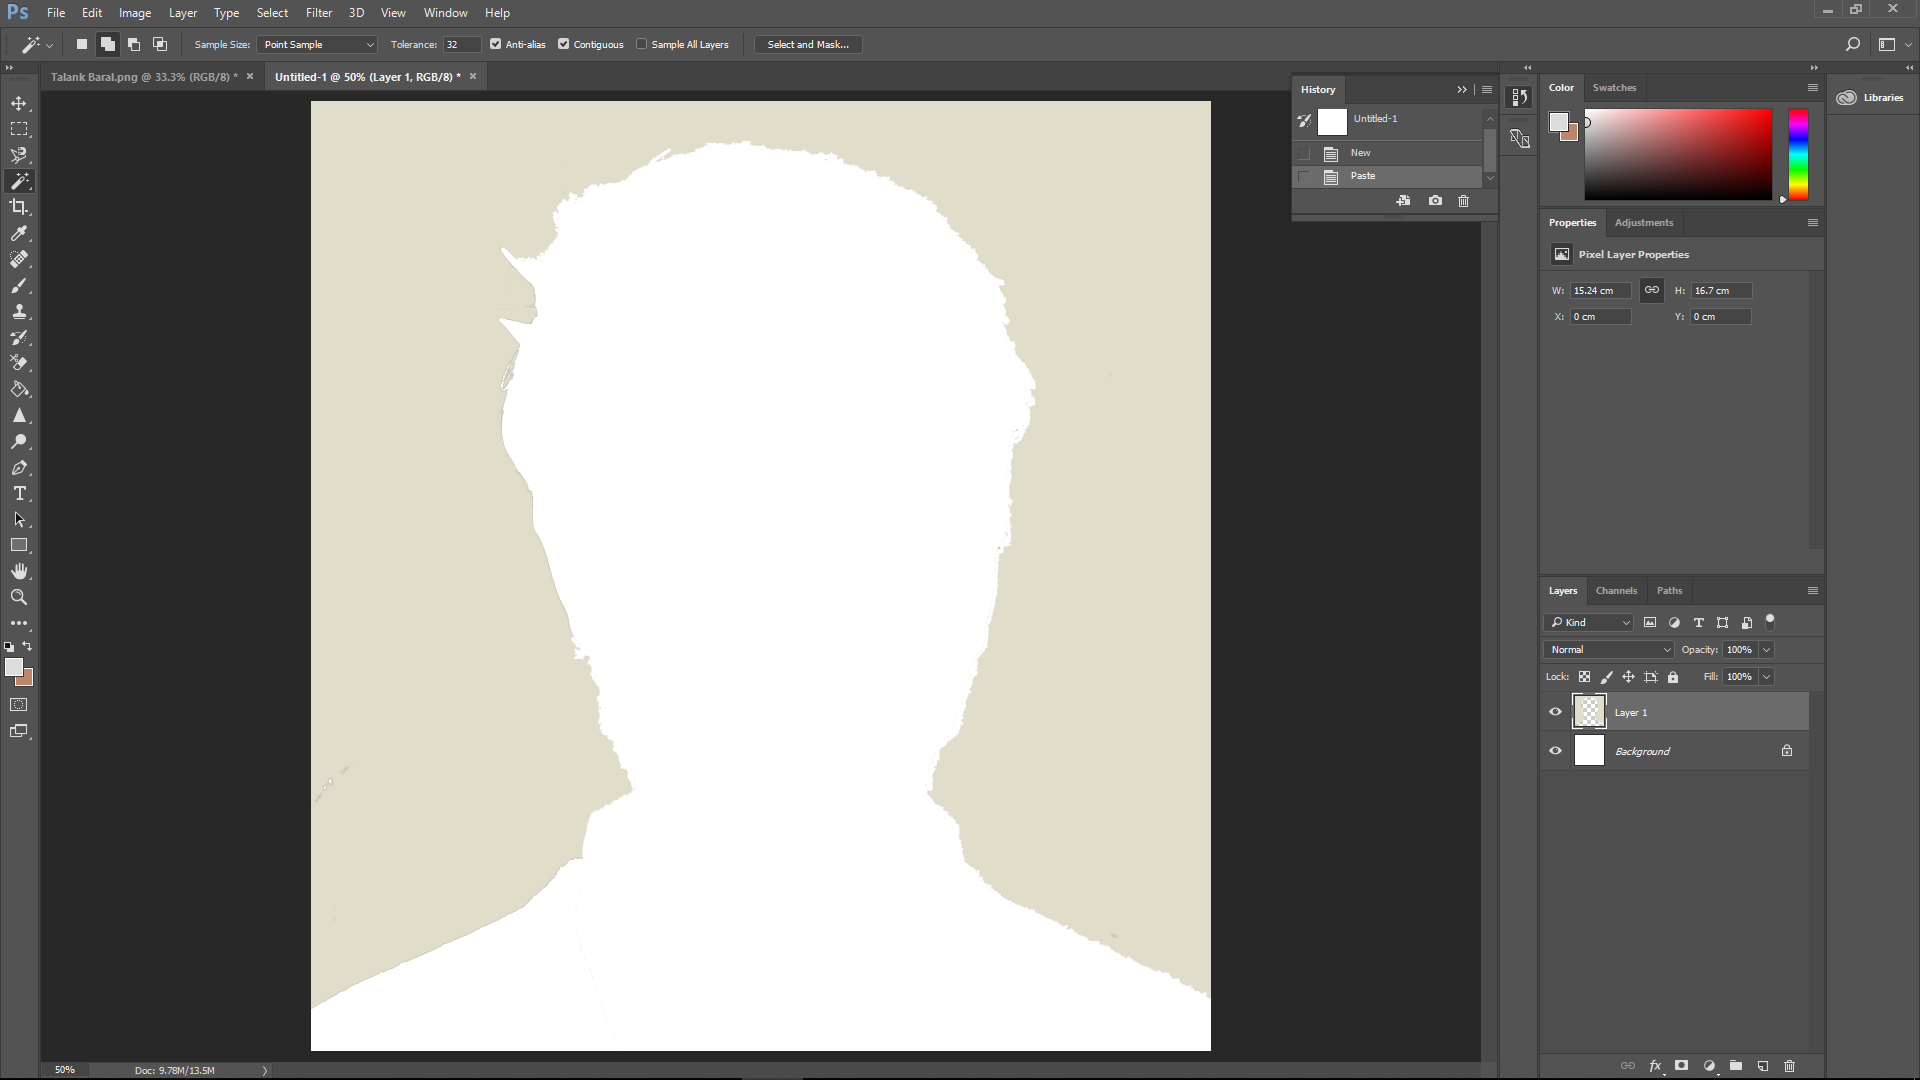 Ps File Edit Image Layer Type Select Filter 3D View Window Help
Sample Size: Point Sample Tolerance: 32 Anti-alias Contiguous Sample All Layers Select and Mask...
Talank Baral.png @ 33.3% (RGB/8) * × Untitled-1 @ 50% (Layer 1, RGB/8) * ×
History
Untitled-1
New
Paste
Color Swatches
Libraries
Properties Adjustments
Pixel Layer Properties
W: 15.24 cm H: 16.7 cm
X: 0 cm Y: 0 cm
Layers Channels Paths
Kind
Normal Opacity: 100%
Lock: Fill: 100%
Layer 1
Background
fx
50% Doc: 9.78M/13.5M